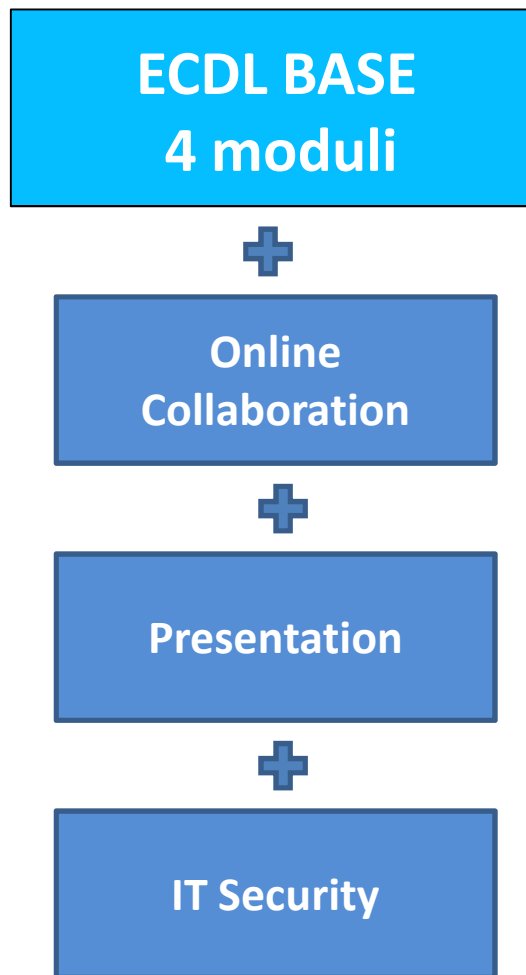 ECDL BASE
4 moduli
Online
Collaboration
Presentation
IT Security